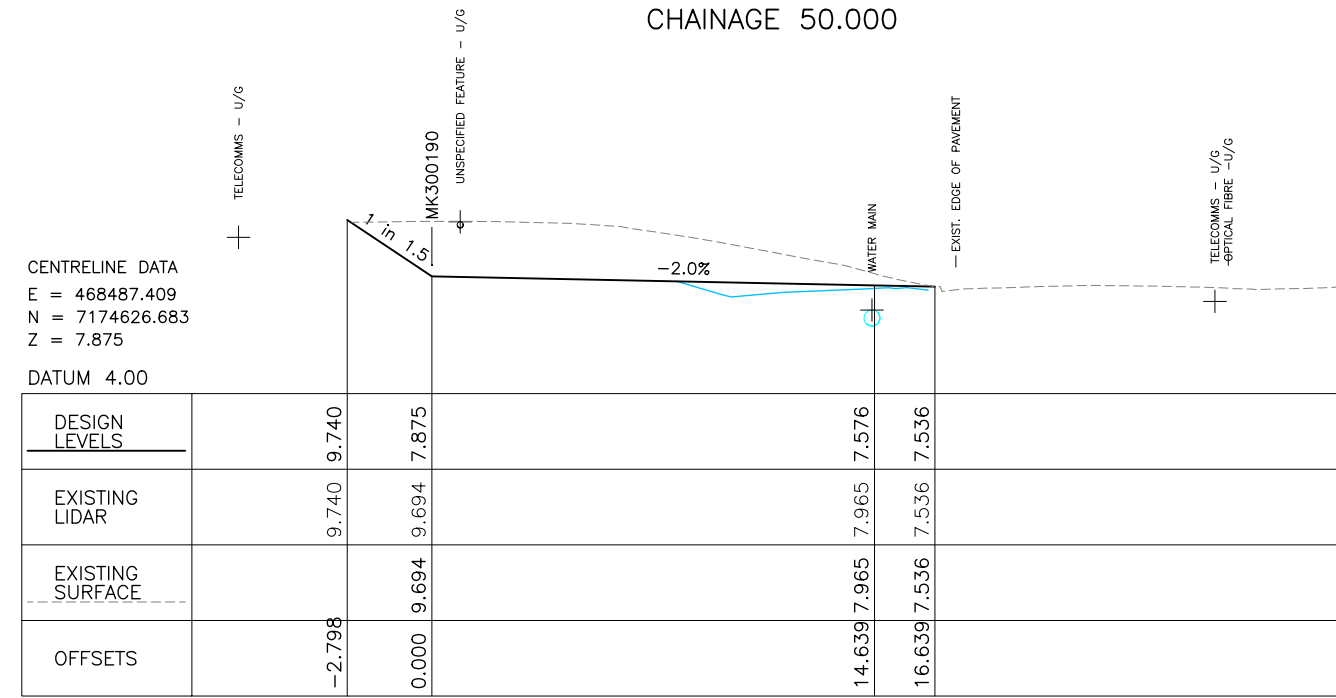 CHAINAGE 50.000
TELECOMMS - U/G
MK300190
UNSPECIFIED FEATURE - U/G
1 in 1.5
-2.0%
WATER MAIN
EXIST. EDGE OF PAVEMENT
TELECOMMS - U/G
OPTICAL FIBRE -U/G
CENTRELINE DATA
E = 468487.409
N = 7174626.683
Z = 7.875
DATUM 4.00
DESIGN
LEVELS
9.740
7.875
7.576
7.536
EXISTING
LIDAR
9.740
9.694
7.965
7.536
EXISTING
SURFACE
9.694
7.965
7.536
OFFSETS
-2.798
0.000
14.639
16.639